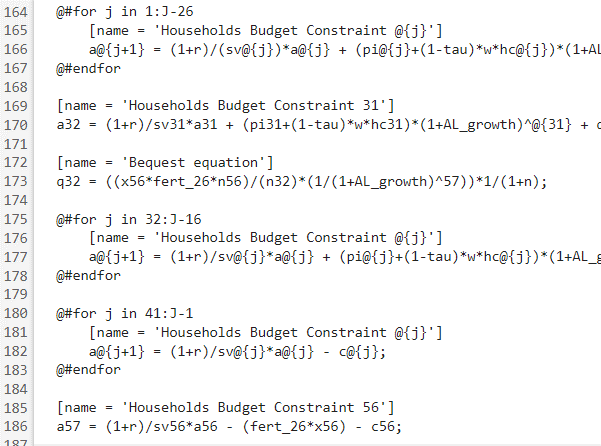 164 @#for j in 1:J-26
165 [name = 'Households Budget Constraint @{j}']
166 a@{j+1} = (1+r)/(sv@{j})*a@{j} + (pi@{j}+(1-tau)*w*hc@{j})*(1+AL
167 @#endfor
168
169 [name = 'Households Budget Constraint 31']
170 a32 = (1+r)/sv31*a31 + (pi31+(1-tau)*w*hc31)*(1+AL_growth)^@{31} +
171
172 [name = 'Bequest equation']
173 q32 = ((x56*fert_26*n56)/(n32)*(1/(1+AL_growth)^57))*1/(1+n);
174
175 @#for j in 32:J-16
176 [name = 'Households Budget Constraint @{j}']
177 a@{j+1} = (1+r)/sv@{j}*a@{j} + (pi@{j}+(1-tau)*w*hc@{j})*(1+AL_
178 @#endfor
179
180 @#for j in 41:J-1
181 [name = 'Households Budget Constraint @{j}']
182 a@{j+1} = (1+r)/sv@{j}*a@{j} - c@{j};
183 @#endfor
184
185 [name = 'Households Budget Constraint 56']
186 a57 = (1+r)/sv56*a56 - (fert_26*x56) - c56;